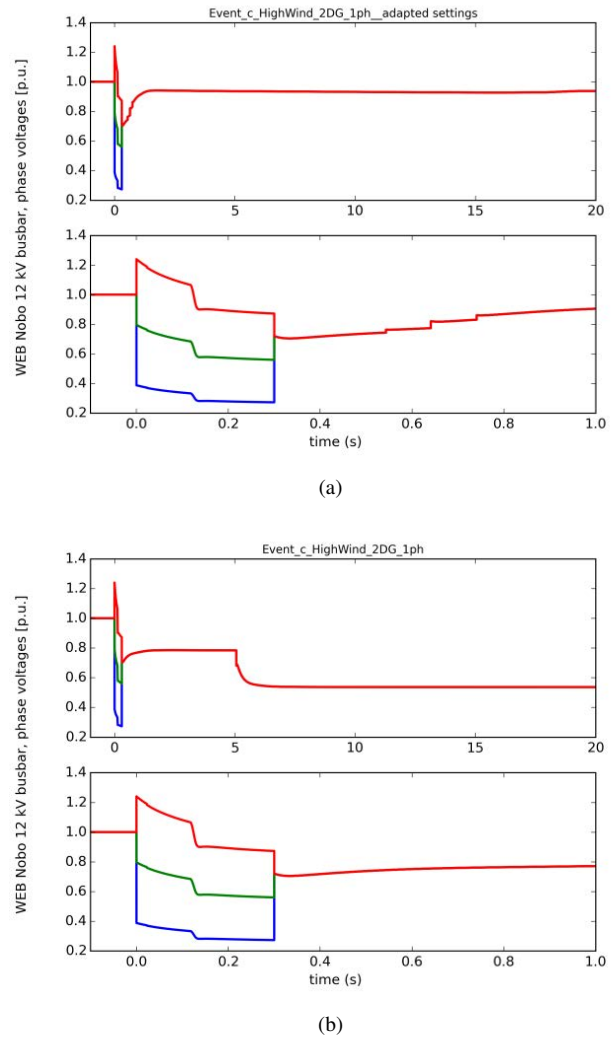 Event_c_HighWind_2DG_1ph__adapted settings
WEB Nobo 12 kV busbar, phase voltages [p.u.]
1.4
1.2
1.0
0.8
0.6
0.4
0.2
0 5 10 15 20
1.4
1.2
1.0
0.8
0.6
0.4
0.2
0.0 0.2 0.4 0.6 0.8 1.0
time (s)
(a)
Event_c_HighWind_2DG_1ph
WEB Nobo 12 kV busbar, phase voltages [p.u.]
1.4
1.2
1.0
0.8
0.6
0.4
0.2
0 5 10 15 20
1.4
1.2
1.0
0.8
0.6
0.4
0.2
0.0 0.2 0.4 0.6 0.8 1.0
time (s)
(b)